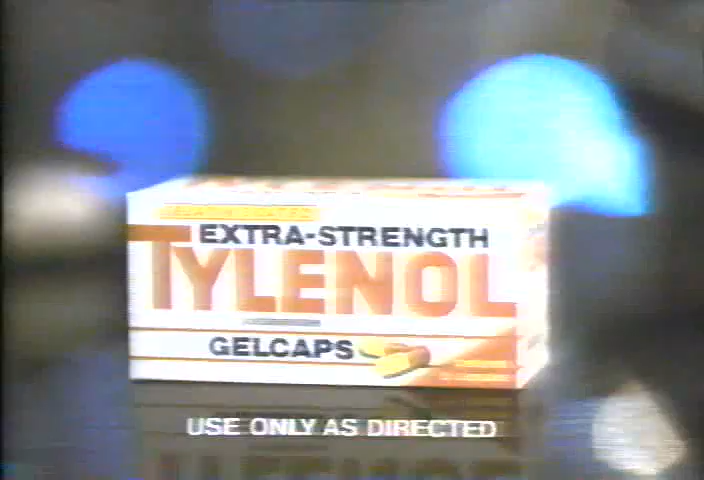 EXTRA-STRENGTH
TYLENOL
GELCAPS
USE ONLY AS DIRECTED